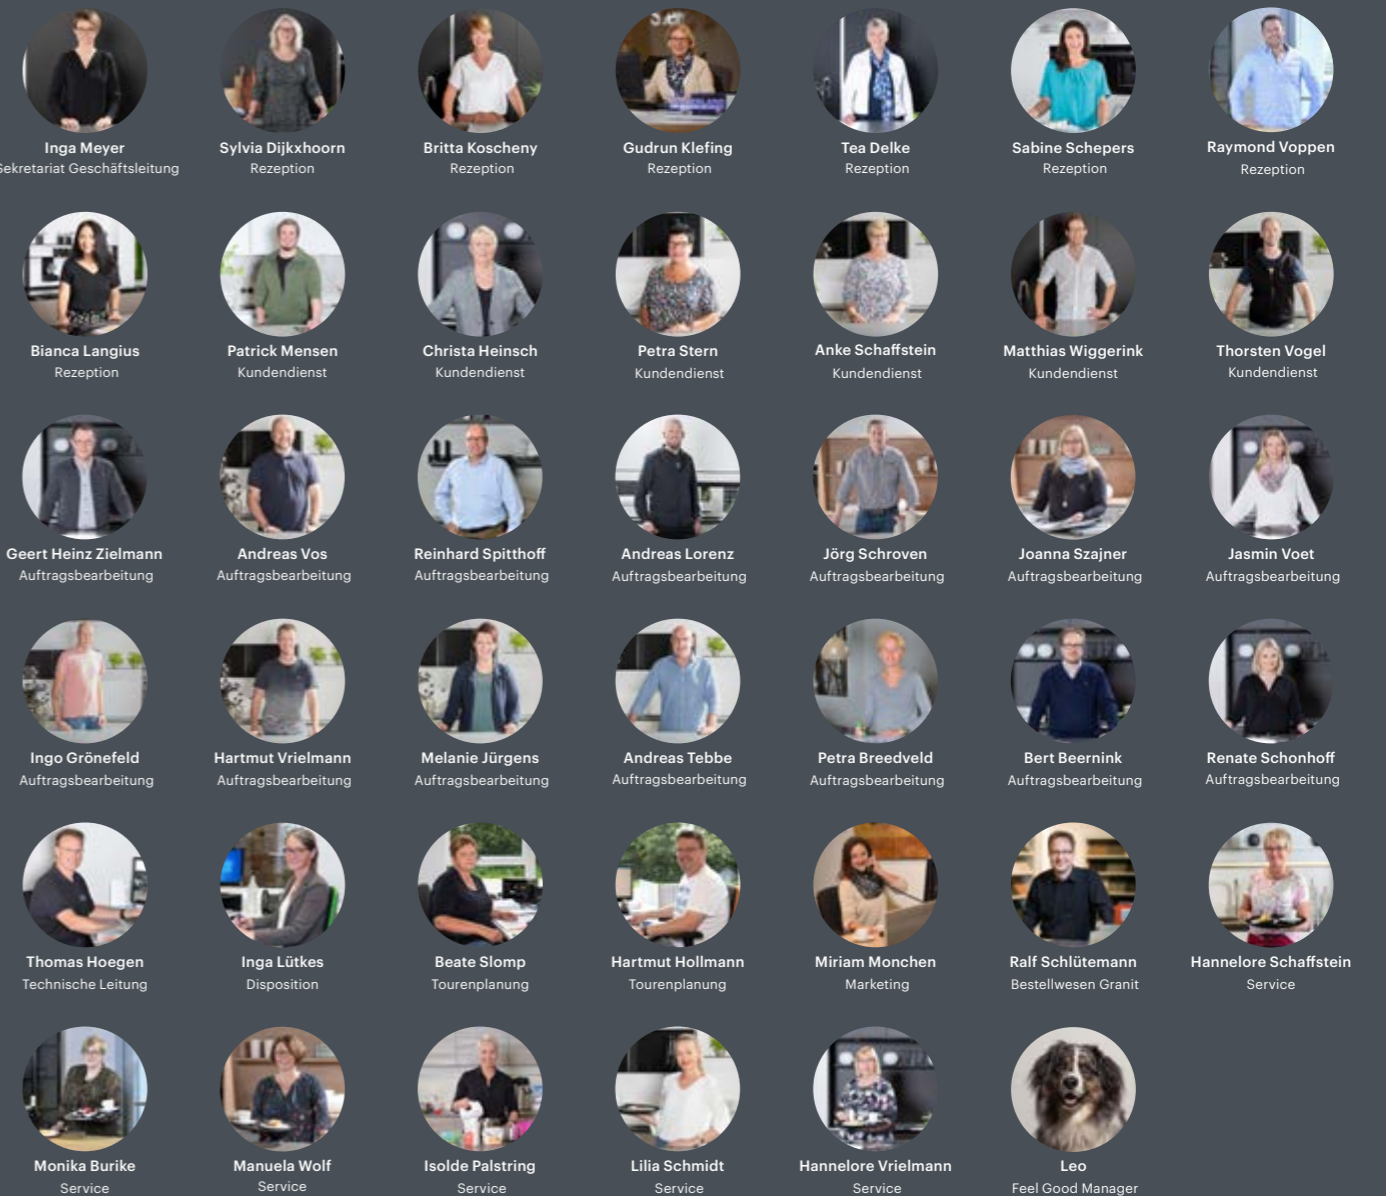 Inga Meyer
Sekretariat Geschäftsleitung
Sylvia Dijkxhoorn
Rezeption
Britta Koscheny
Rezeption
Gudrun Klefing
Rezeption
Tea Delke
Rezeption
Sabine Schepers
Rezeption
Raymond Voppen
Rezeption
Bianca Langius
Rezeption
Patrick Mensen
Kundendienst
Christa Heinsch
Kundendienst
Petra Stern
Kundendienst
Anke Schaffstein
Kundendienst
Matthias Wiggerink
Kundendienst
Thorsten Vogel
Kundendienst
Geert Heinz Zielmann
Auftragsbearbeitung
Andreas Vos
Auftragsbearbeitung
Reinhard Spitthoff
Auftragsbearbeitung
Andreas Lorenz
Auftragsbearbeitung
Jörg Schroven
Auftragsbearbeitung
Joanna Szajner
Auftragsbearbeitung
Jasmin Voet
Auftragsbearbeitung
Ingo Grönefeld
Auftragsbearbeitung
Hartmut Vrielmann
Auftragsbearbeitung
Melanie Jürgens
Auftragsbearbeitung
Andreas Tebbe
Auftragsbearbeitung
Petra Breedveld
Auftragsbearbeitung
Bert Beernink
Auftragsbearbeitung
Renate Schonhoff
Auftragsbearbeitung
Thomas Hoegen
Technische Leitung
Inga Lütkes
Disposition
Beate Slomp
Tourenplanung
Hartmut Hollmann
Tourenplanung
Miriam Monchen
Marketing
Ralf Schlütemann
Bestellwesen Granit
Hannelore Schaffstein
Service
Monika Burike
Service
Manuela Wolf
Service
Isolde Palstring
Service
Lilia Schmidt
Service
Hannelore Vrielmann
Service
Leo
Feel Good Manager